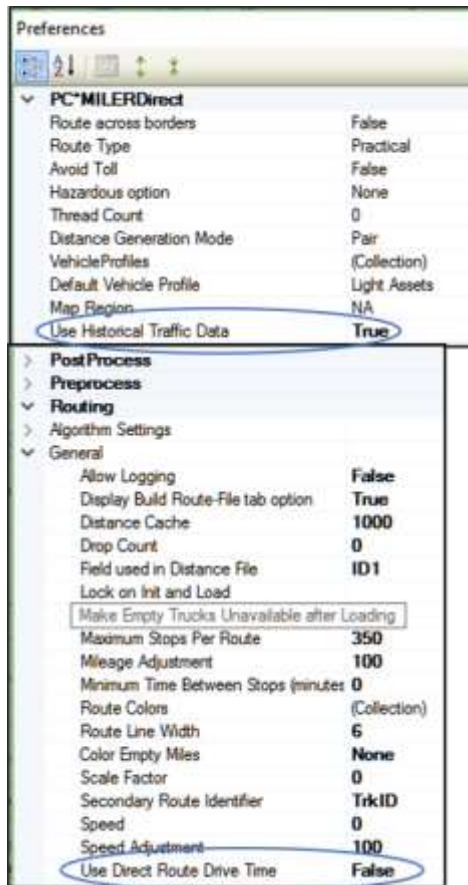 Preferences
PC*MILERDirect
Route across borders False
Route Type Practical
Avoid Toll False
Hazardous option None
Thread Count 0
Distance Generation Mode Pair
VehicleProfiles (Collection)
Default Vehicle Profile Light Assets
Map Region NA
Use Historical Traffic Data True
PostProcess
Preprocess
Routing
Algorithm Settings
General
Allow Logging False
Display Build Route-File tab option True
Distance Cache 1000
Drop Count 0
Field used in Distance File ID1
Lock on Init and Load
Make Empty Trucks Unavailable after Loading
Maximum Stops Per Route 350
Mileage Adjustment 100
Minimum Time Between Stops (minutes 0
Route Colors (Collection)
Route Line Width 6
Color Empty Miles None
Scale Factor 0
Secondary Route Identifier TrkID
Speed 0
Speed Adjustment 100
Use Direct Route Drive Time False